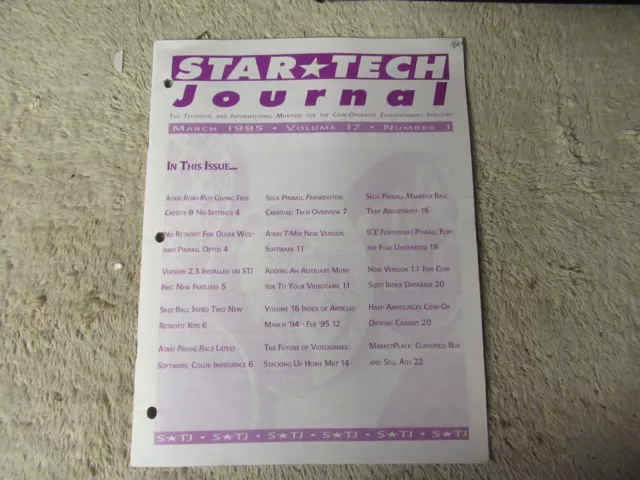 STAR★TECH
Journal
THE TECHNICAL AND INFORMATIONAL MONTHLY FOR THE COIN-OPERATED ENTERTAINMENT INDUSTRY
MARCH 1995 • VOLUME 17 • NUMBER 1
IN THIS ISSUE...
ATARI ROAD RIOT GIVING FREE
CREDITS & NO SETTINGS 4
NO RETROFIT FOR OLDER WILL-
IAMS PINBALL OPTOS 4
VERSION 2.3 INSTALLED ON STJ
BBS: NEW FEATURES 5
SKEE-BALL INTRO TWO NEW
RETROFIT KITS 6
ATARI PRIMAL RAGE LATEST
SOFTWARE: COLOR IMPEDANCE 6
SEGA PINBALL FRANKENSTEIN
CREATURE: TECH OVERVIEW 7
ATARI T-MEK NEW VERSION
SOFTWARE 11
ADDING AN AUXILIARY MONI-
TOR TO YOUR VIDEOGAME 11
VOLUME 16 INDEX OF ARTICLES
MARCH '94 - FEB '95 12
THE FUTURE OF VIDEOGAMES:
STACKING UP HOME MKT 14
SEGA PINBALL MAVERICK BALL
TRAP ADJUSTMENT 16
ICE FLIPPER PINBALL FLIP-
PER FUSE UNDERRATED 19
NEW VERSION 1.1 FOR COIN
SLOT INDEX DATABASE 20
HAPP ANNOUNCES COIN-OP
DRIVING CABINET 20
MARKETPLACE: CLASSIFIED BUY
AND SELL ADS 22
S★TJ • S★TJ • S★TJ • S★TJ • S★TJ • S★TJ